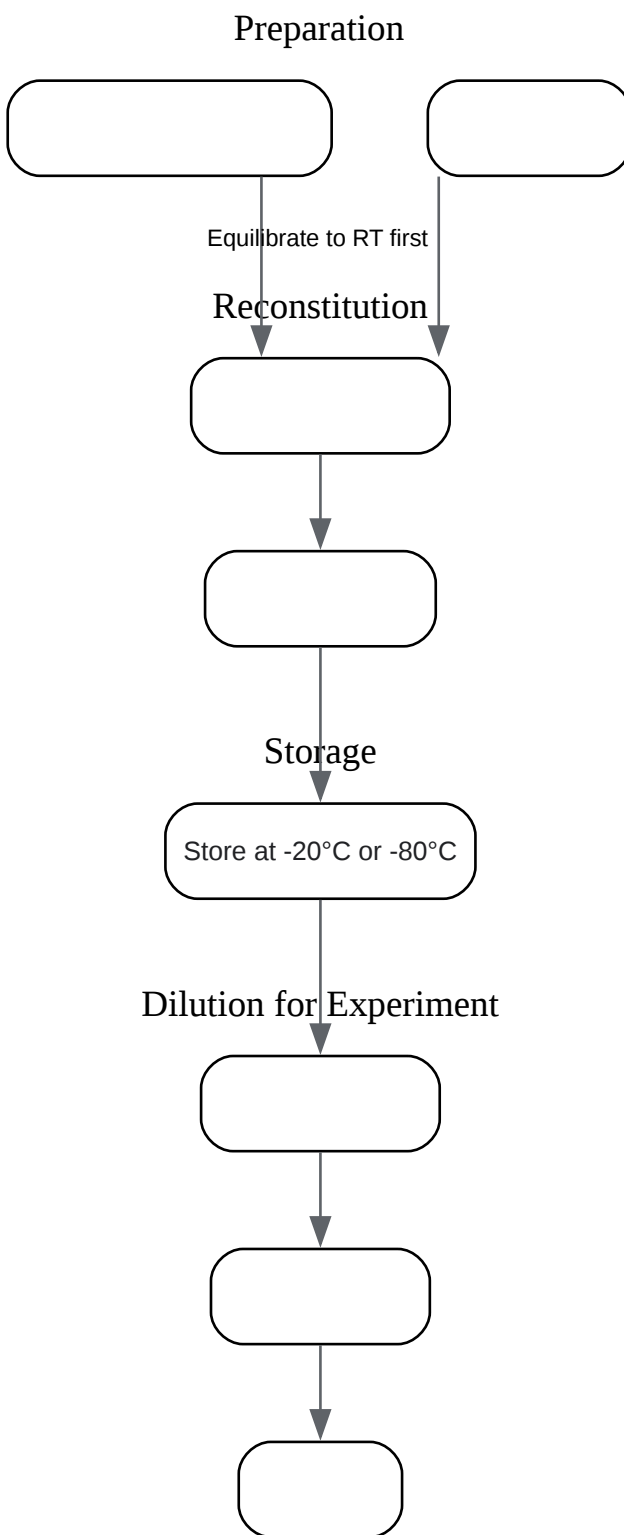 Preparation
Equilibrate to RT first
Reconstitution
Storage
Store at -20°C or -80°C
Dilution for Experiment